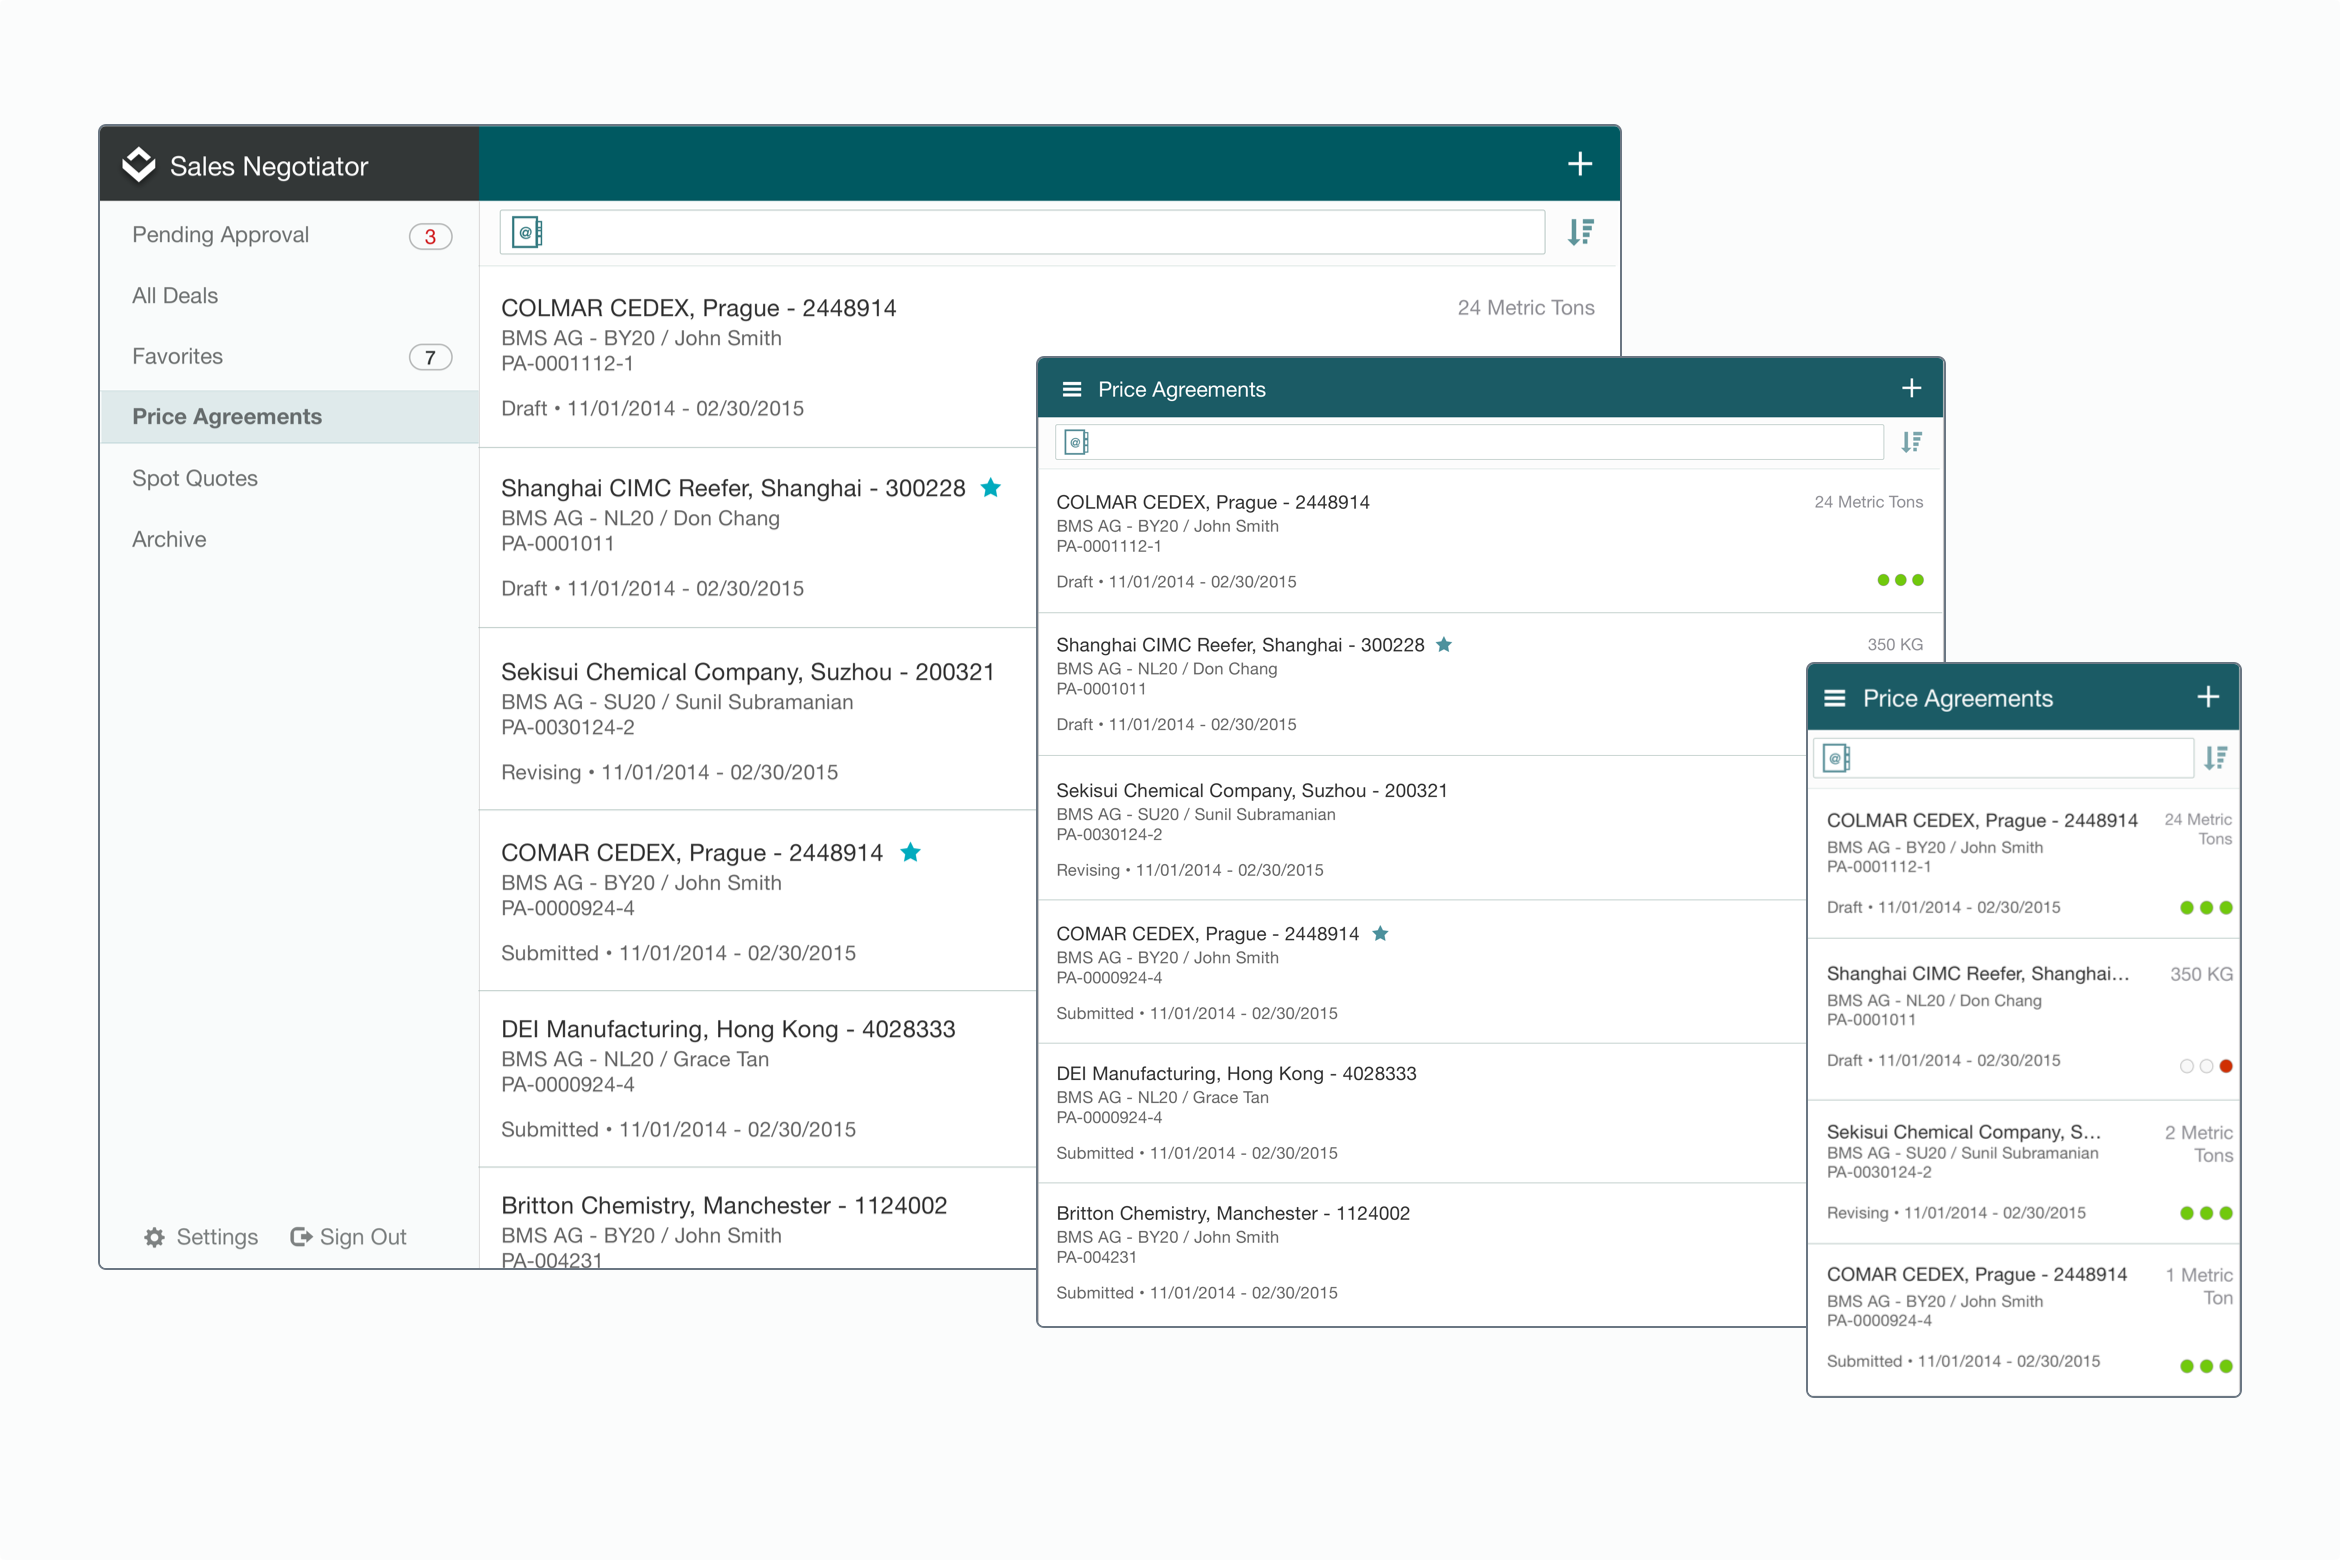 Sales Negotiator
Pending Approval 3
All Deals
Favorites 7
Price Agreements
Spot Quotes
Archive
Settings Sign Out
COLMAR CEDEX, Prague - 2448914 24 Metric Tons
BMS AG - BY20 / John Smith
PA-0001112-1
Draft • 11/01/2014 - 02/30/2015
Shanghai CIMC Reefer, Shanghai - 300228
BMS AG - NL20 / Don Chang
PA-0001011
Draft • 11/01/2014 - 02/30/2015
Sekisui Chemical Company, Suzhou - 200321
BMS AG - SU20 / Sunil Subramanian
PA-0030124-2
Revising • 11/01/2014 - 02/30/2015
COMAR CEDEX, Prague - 2448914
BMS AG - BY20 / John Smith
PA-0000924-4
Submitted • 11/01/2014 - 02/30/2015
DEI Manufacturing, Hong Kong - 4028333
BMS AG - NL20 / Grace Tan
PA-0000924-4
Submitted • 11/01/2014 - 02/30/2015
Britton Chemistry, Manchester - 1124002
BMS AG - BY20 / John Smith
PA-004231
Price Agreements
COLMAR CEDEX, Prague - 2448914 24 Metric Tons
BMS AG - BY20 / John Smith
PA-0001112-1
Draft • 11/01/2014 - 02/30/2015
Shanghai CIMC Reefer, Shanghai - 300228 350 KG
BMS AG - NL20 / Don Chang
PA-0001011
Draft • 11/01/2014 - 02/30/2015
Sekisui Chemical Company, Suzhou - 200321
BMS AG - SU20 / Sunil Subramanian
PA-0030124-2
Revising • 11/01/2014 - 02/30/2015
COMAR CEDEX, Prague - 2448914
BMS AG - BY20 / John Smith
PA-0000924-4
Submitted • 11/01/2014 - 02/30/2015
DEI Manufacturing, Hong Kong - 4028333
BMS AG - NL20 / Grace Tan
PA-0000924-4
Submitted • 11/01/2014 - 02/30/2015
Britton Chemistry, Manchester - 1124002
BMS AG - BY20 / John Smith
PA-004231
Submitted • 11/01/2014 - 02/30/2015
Price Agreements
COLMAR CEDEX, Prague - 2448914 24 Metric
Tons
BMS AG - BY20 / John Smith
PA-0001112-1
Draft • 11/01/2014 - 02/30/2015
Shanghai CIMC Reefer, Shanghai... 350 KG
BMS AG - NL20 / Don Chang
PA-0001011
Draft • 11/01/2014 - 02/30/2015
Sekisui Chemical Company, S... 2 Metric
Tons
BMS AG - SU20 / Sunil Subramanian
PA-0030124-2
Revising • 11/01/2014 - 02/30/2015
COMAR CEDEX, Prague - 2448914 1 Metric
Ton
BMS AG - BY20 / John Smith
PA-0000924-4
Submitted • 11/01/2014 - 02/30/2015